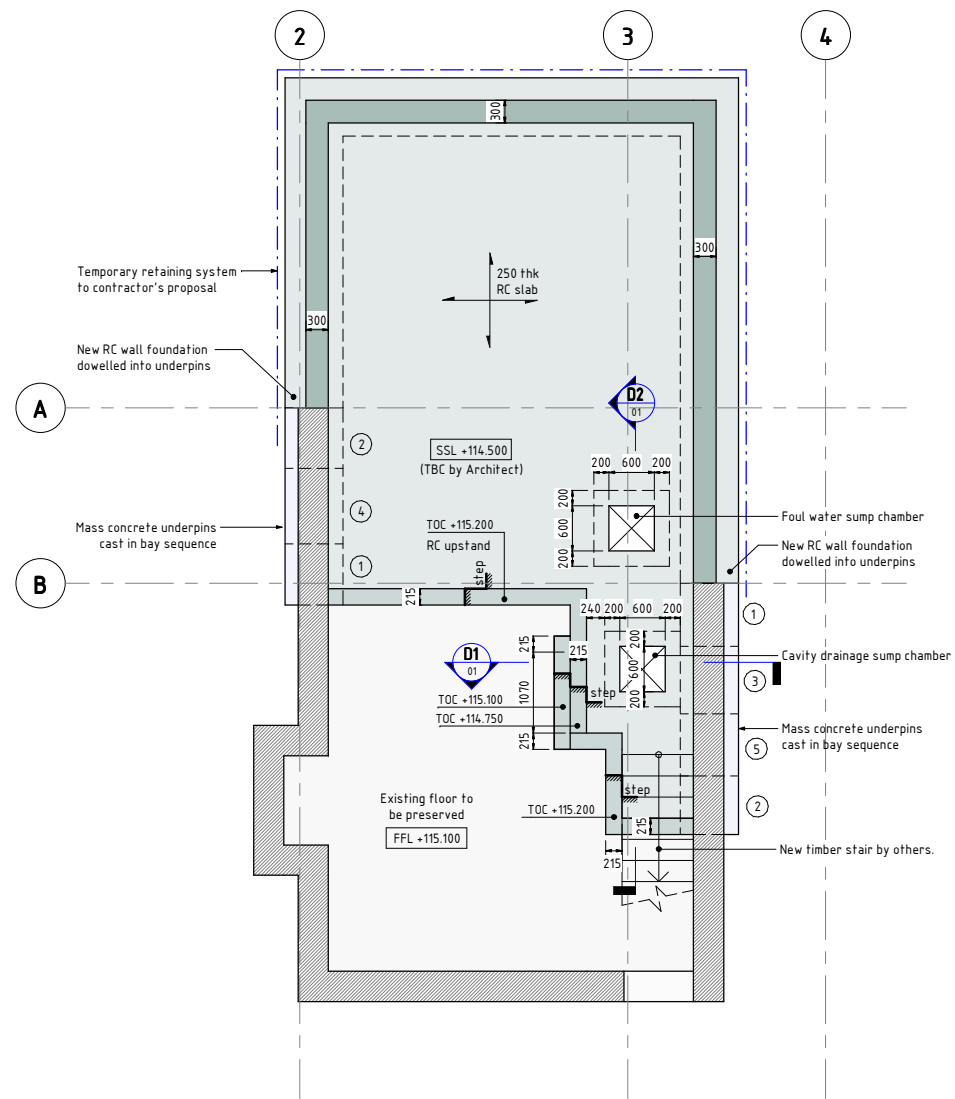 2
3
4
300
300
Temporary retaining system
to contractor's proposal
250 thk
RC slab
300
New RC wall foundation
dowelled into underpins
A
D2
01
2
SSL +114.500
(TBC by Architect)
200 600 200
200
600
200
4
TOC +115.200
RC upstand
Foul water sump chamber
Mass concrete underpins
cast in bay sequence
New RC wall foundation
dowelled into underpins
1
step
B
215
240 200 600 200
1
215
1070
215
D1
01
215
200
600
200
Cavity drainage sump chamber
3
step
TOC +115.100
TOC +114.750
Mass concrete underpins
cast in bay sequence
5
Existing floor to
be preserved
FFL +115.100
step
TOC +115.200
2
215
215
New timber stair by others.